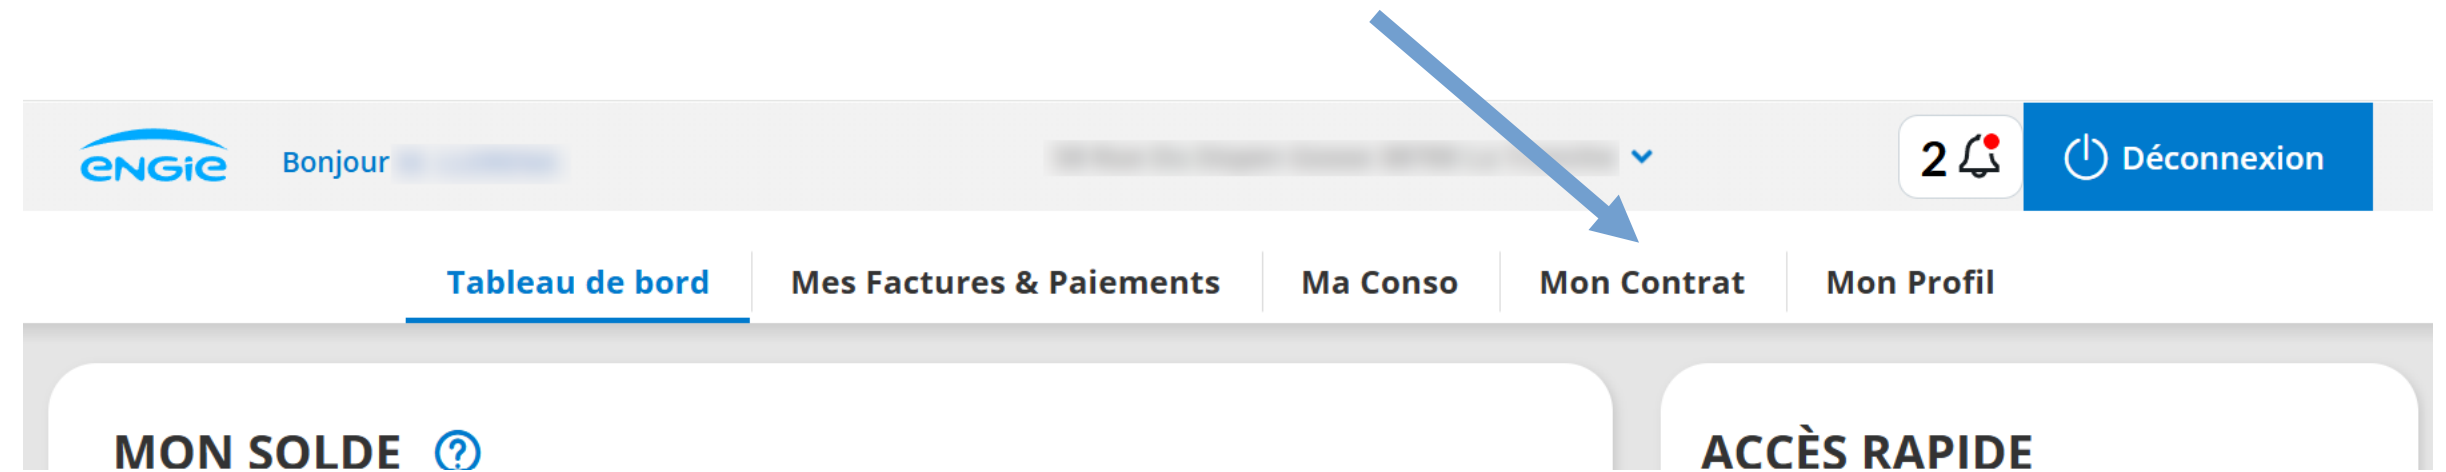 ENGIE
Bonjour
2
Déconnexion
Tableau de bord
Mes Factures & Paiements
Ma Conso
Mon Contrat
Mon Profil
MON SOLDE ?
ACCÈS RAPIDE